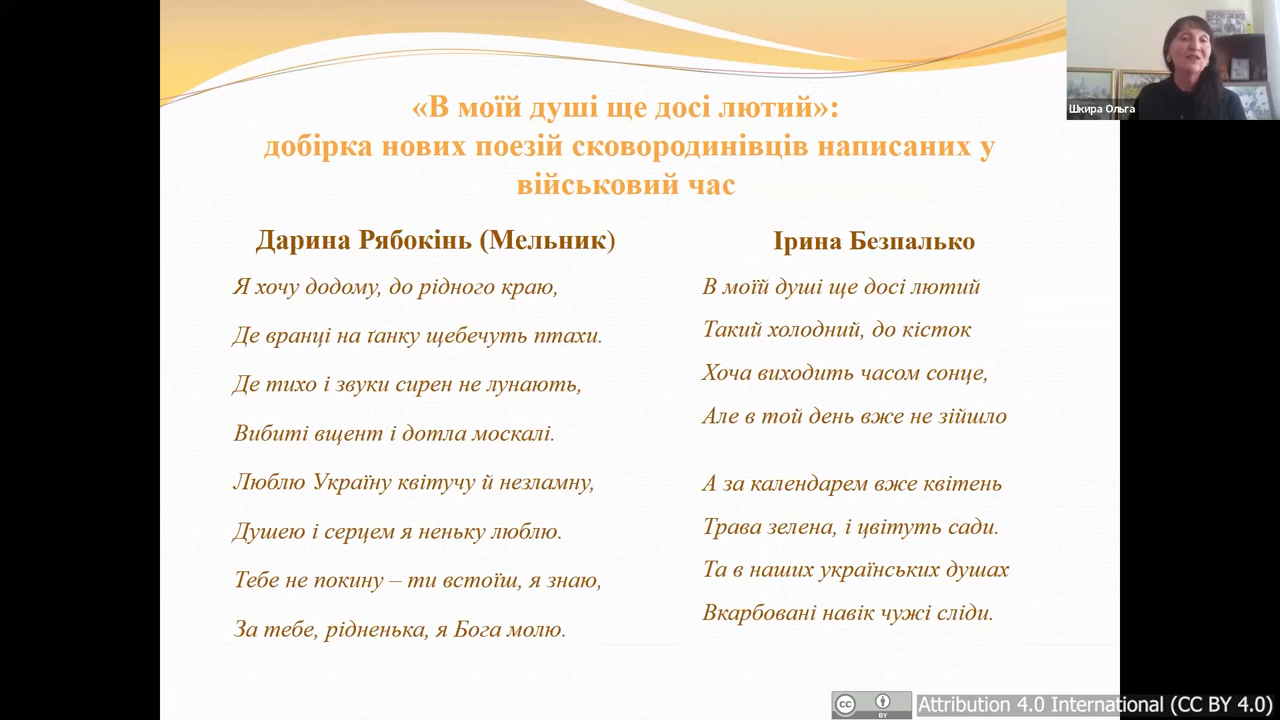 «В моїй душі ще досі лютий»:
добірка нових поезій сковородинівців написаних у
військовий час
Шкира Ольга
Дарина Рябокінь (Мельник)
Я хочу додому, до рідного краю,
Де вранці на ґанку щебечуть птахи.
Де тихо і звуки сирен не лунають,
Вибиті вщент і дотла москалі.
Люблю Україну квітучу й незламну,
Душею і серцем я неньку люблю.
Тебе не покину – ти встоїш, я знаю,
За тебе, рідненька, я Бога молю.
Ірина Безпалько
В моїй душі ще досі лютий
Такий холодний, до кісток
Хоча виходить часом сонце,
Але в той день вже не зійшло
А за календарем вже квітень
Трава зелена, і цвітуть сади.
Та в наших українських душах
Вкарбовані навік чужі сліди.
cc BY Attribution 4.0 International (CC BY 4.0)